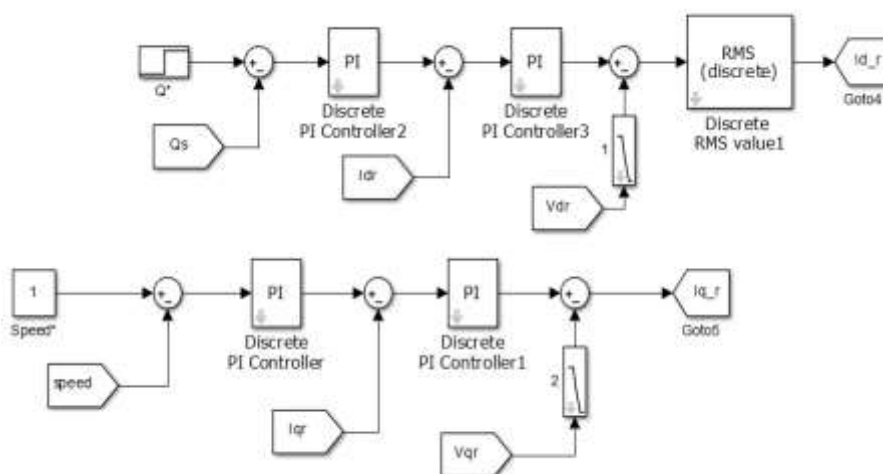 Q*
Qs
PI
Discrete
PI Controller2
Idr
PI
Discrete
PI Controller3
1
Vdr
RMS
(discrete)
Discrete
RMS value1
Id_r
Goto4
1
Speed*
speed
PI
Discrete
PI Controller
Iqr
PI
Discrete
PI Controller1
2
Vqr
Iq_r
Goto5